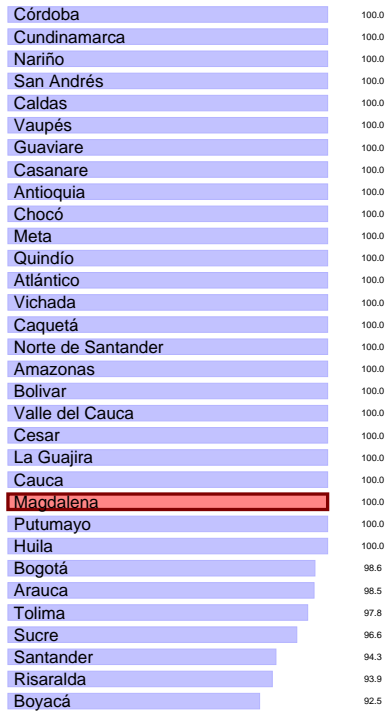 Córdoba 100.0
Cundinamarca 100.0
Nariño 100.0
San Andrés 100.0
Caldas 100.0
Vaupés 100.0
Guaviare 100.0
Casanare 100.0
Antioquia 100.0
Chocó 100.0
Meta 100.0
Quindío 100.0
Atlántico 100.0
Vichada 100.0
Caquetá 100.0
Norte de Santander 100.0
Amazonas 100.0
Bolivar 100.0
Valle del Cauca 100.0
Cesar 100.0
La Guajira 100.0
Cauca 100.0
Magdalena 100.0
Putumayo 100.0
Huila 100.0
Bogotá 98.6
Arauca 98.5
Tolima 97.8
Sucre 96.6
Santander 94.3
Risaralda 93.9
Boyacá 92.5